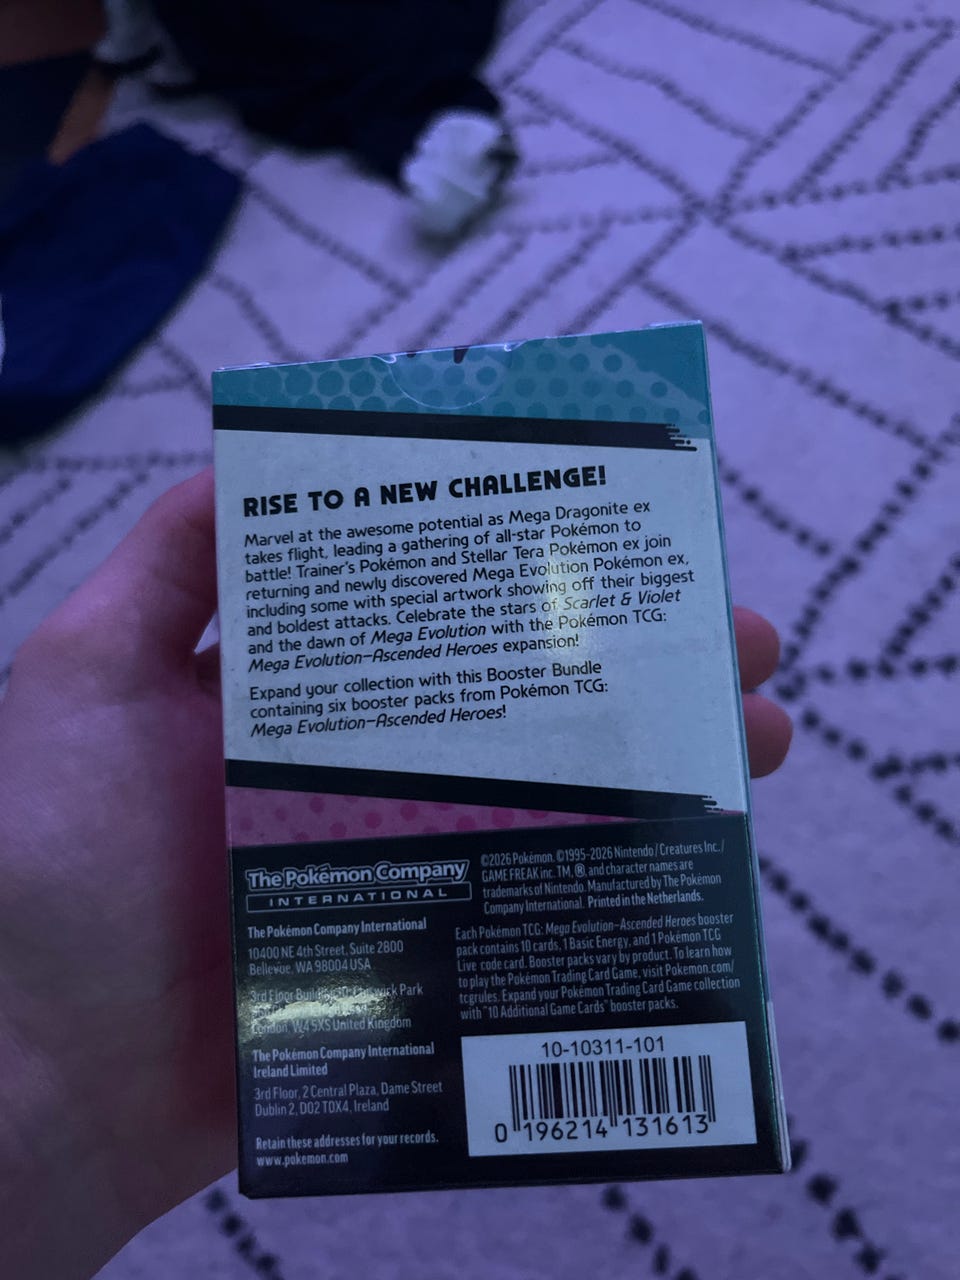 RISE TO A NEW CHALLENGE!
Marvel at the awesome potential as Mega Dragonite ex
takes flight, leading a gathering of all-star Pokémon to
battle! Trainer's Pokémon and Stellar Tera Pokémon ex join
returning and newly discovered Mega Evolution Pokémon ex,
including some with special artwork showing off their biggest
and boldest attacks. Celebrate the stars of Scarlet & Violet
and the dawn of Mega Evolution with the Pokémon TCG:
Mega Evolution—Ascended Heroes expansion!
Expand your collection with this Booster Bundle
containing six booster packs from Pokémon TCG:
Mega Evolution—Ascended Heroes!
The Pokémon Company
INTERNATIONAL
The Pokémon Company International
10400 NE 4th Street, Suite 2800
Bellevue, WA 98004 USA
3rd Floor Park
London, W4 5XS United Kingdom
The Pokémon Company International
Ireland Limited
3rd Floor, 2 Central Plaza, Dame Street
Dublin 2, D02 T0X4, Ireland
Retain these addresses for your records.
www.pokemon.com
©2026 Pokémon. ©1995-2026 Nintendo / Creatures Inc. /
GAME FREAK inc. TM, ®, and character names are
trademarks of Nintendo. Manufactured by The Pokémon
Company International. Printed in the Netherlands.
Each Pokémon TCG: Mega Evolution—Ascended Heroes booster
pack contains 10 cards, 1 Basic Energy, and 1 Pokémon TCG
Live code card. Booster packs vary by product. To learn how
to play the Pokémon Trading Card Game, visit Pokemon.com/
tcgrules. Expand your Pokémon Trading Card Game collection
with "10 Additional Game Cards" booster packs.
10-10311-101
0 196214 131613